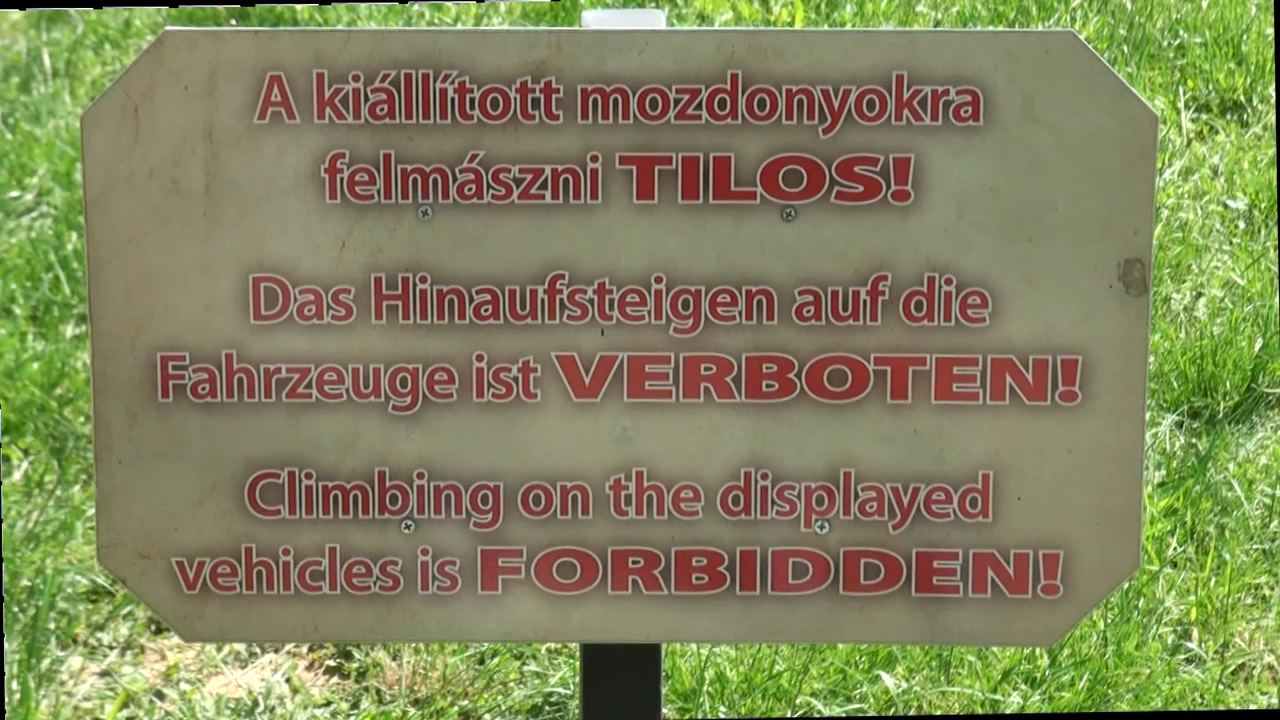 A kiállított mozdonyokra
felmászni TILOS!
Das Hinaufsteigen auf die
Fahrzeuge ist VERBOTEN!
Climbing on the displayed
vehicles is FORBIDDEN!